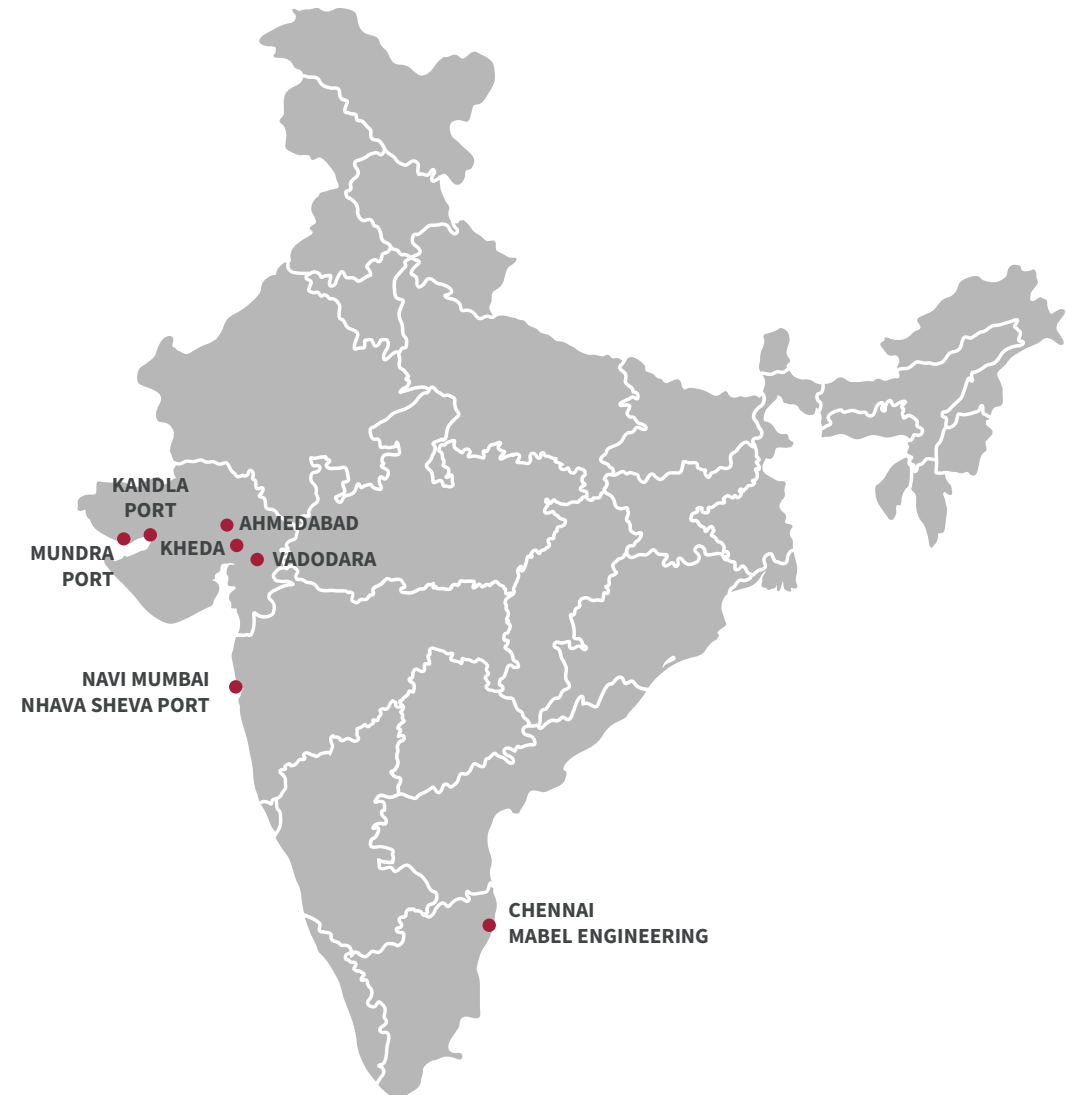 KANDLA
PORT
AHMEDABAD
MUNDRA
PORT
KHEDA
VADODARA
NAVI MUMBAI
NHAVA SHEVA PORT
CHENNAI
MABEL ENGINEERING